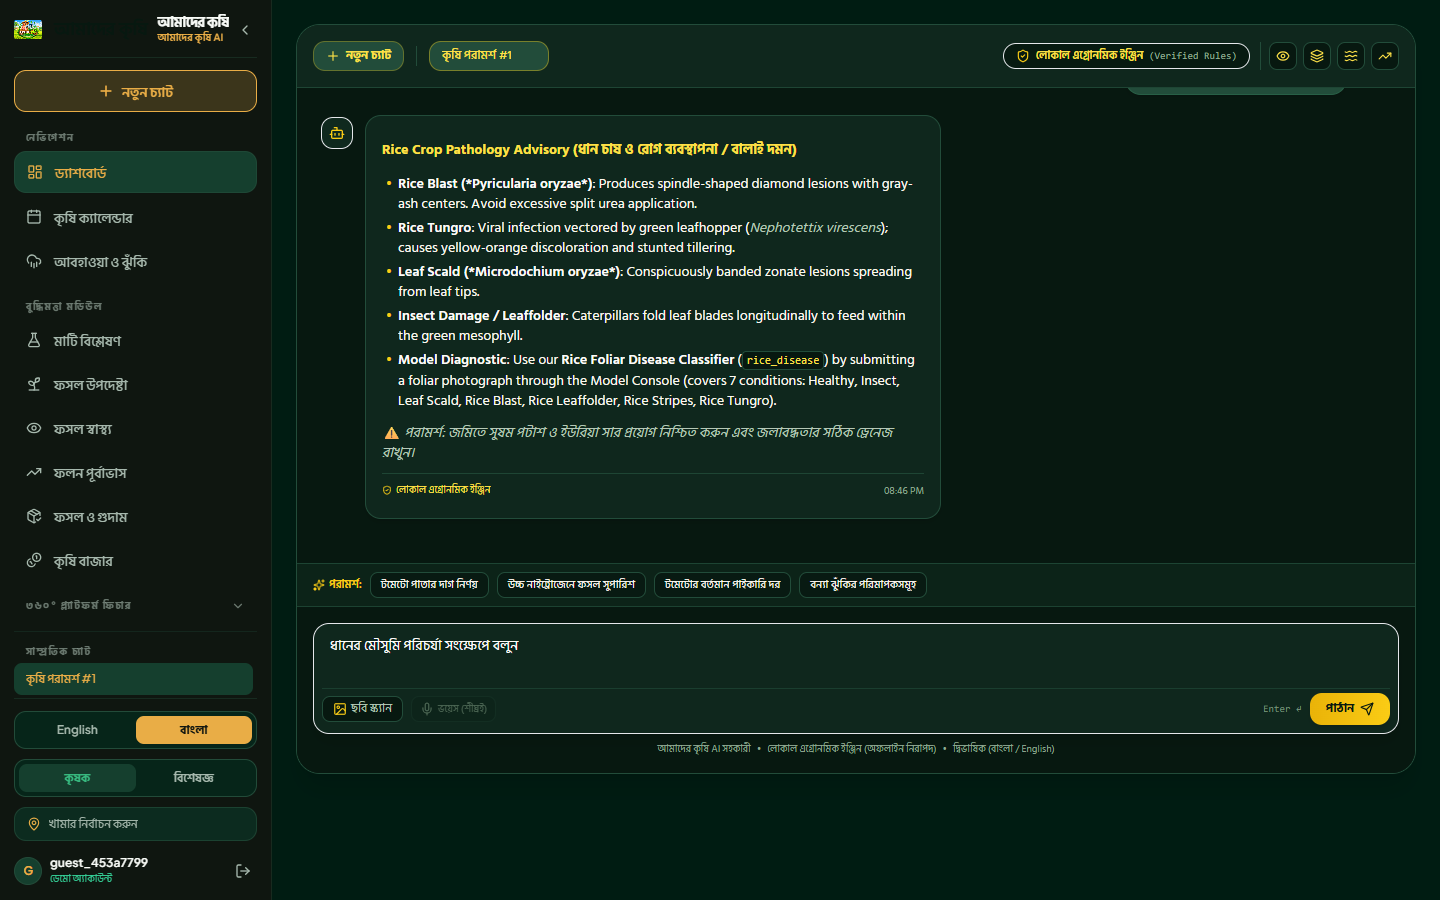 আমাদের কৃষি
আমাদের কৃষি AI
নতুন চ্যাট
নেভিগেশন
ড্যাশবোর্ড
কৃষি ক্যালেন্ডার
আবহাওয়া ও ঝুঁকি
বুদ্ধিমত্তা মডিউল
মাটি বিশ্লেষণ
ফসল উপদেষ্টা
ফসল স্বাস্থ্য
ফলন পূর্বাভাস
ফসল ও গুদাম
কৃষি বাজার
৩৬০° প্ল্যাটফর্ম ফিচার
সাম্প্রতিক চ্যাট
কৃষি পরামর্শ #1
English বাংলা
কৃষক বিশেষজ্ঞ
খামার নির্বাচন করুন
G guest_453a7799
ডেমো অ্যাকাউন্ট
নতুন চ্যাট কৃষি পরামর্শ #1 লোকাল এগ্রোনমিক ইঞ্জিন (Verified Rules)
Rice Crop Pathology Advisory (ধান চাষ ও রোগ ব্যবস্থাপনা / বালাই দমন)
• Rice Blast (*Pyricularia oryzae*): Produces spindle-shaped diamond lesions with gray-
ash centers. Avoid excessive split urea application.
• Rice Tungro: Viral infection vectored by green leafhopper (Nephotettix virescens);
causes yellow-orange discoloration and stunted tillering.
• Leaf Scald (*Microdochium oryzae*): Conspicuously banded zonate lesions spreading
from leaf tips.
• Insect Damage / Leaffolder: Caterpillars fold leaf blades longitudinally to feed within
the green mesophyll.
• Model Diagnostic: Use our Rice Foliar Disease Classifier (rice_disease) by submitting
a foliar photograph through the Model Console (covers 7 conditions: Healthy, Insect,
Leaf Scald, Rice Blast, Rice Leaffolder, Rice Stripes, Rice Tungro).
⚠️ পরামর্শ: জমিতে সুষম পটাশ ও ইউরিয়া সার প্রয়োগ নিশ্চিত করুন এবং জলাবদ্ধতার সঠিক ড্রেনেজ
রাখুন।
লোকাল এগ্রোনমিক ইঞ্জিন 08:46 PM
পরামর্শ: টমেটো পাতার দাগ নির্ণয় উচ্চ নাইট্রোজেনে ফসল সুপারিশ টমেটোর বর্তমান পাইকারি দর বন্যা ঝুঁকির পরিমাপকসমূহ
ধানের মৌসুমি পরিচর্যা সংক্ষেপে বলুন
ছবি স্ক্যান ভয়েস (শীঘ্রই) Enter ↵ পাঠান
আমাদের কৃষি AI সহকারী • লোকাল এগ্রোনমিক ইঞ্জিন (অফলাইন নিরাপদ) • দ্বিভাষিক (বাংলা / English)